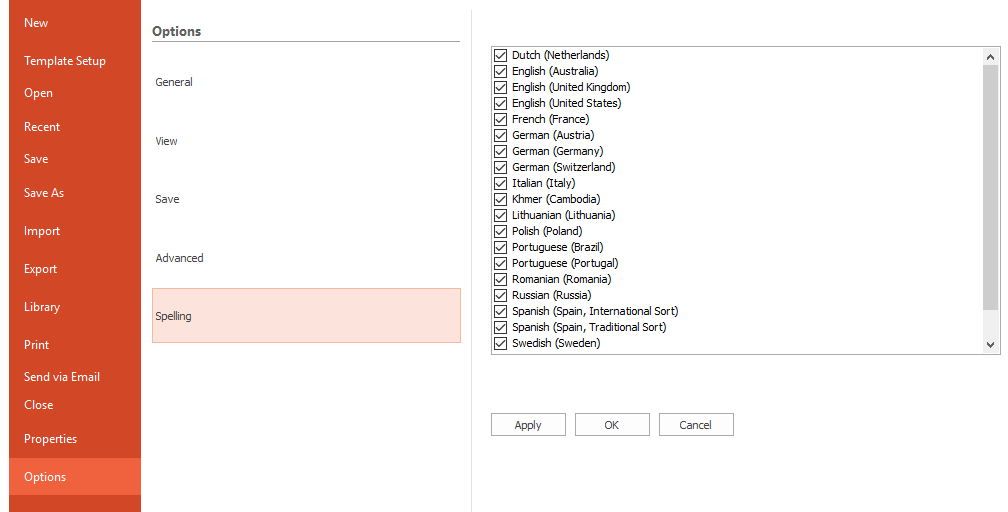 New
Template Setup
Open
Recent
Save
Save As
Import
Export
Library
Print
Send via Email
Close
Properties
Options
Options
General
View
Save
Advanced
Spelling
Dutch (Netherlands)
English (Australia)
English (United Kingdom)
English (United States)
French (France)
German (Austria)
German (Germany)
German (Switzerland)
Italian (Italy)
Khmer (Cambodia)
Lithuanian (Lithuania)
Polish (Poland)
Portuguese (Brazil)
Portuguese (Portugal)
Romanian (Romania)
Russian (Russia)
Spanish (Spain, International Sort)
Spanish (Spain, Traditional Sort)
Swedish (Sweden)
Apply OK Cancel